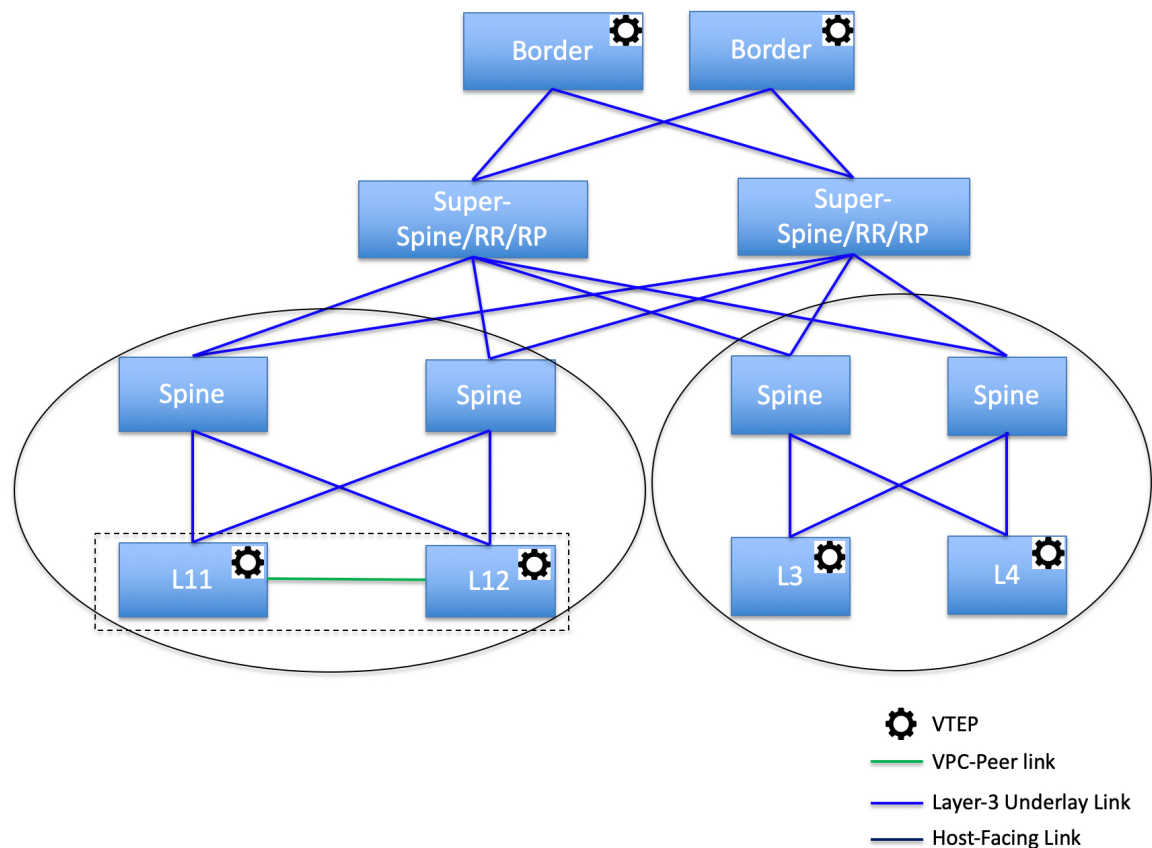 Border
Border
Super-
Spine/RR/RP
Super-
Spine/RR/RP
Spine
Spine
Spine
Spine
L11
L12
L3
L4
VTEP
VPC-Peer link
Layer-3 Underlay Link
Host-Facing Link